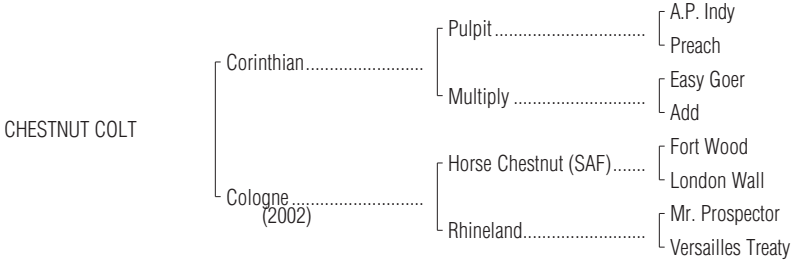 A.P. Indy
Pulpit..............................
Preach
Corinthian........................
Easy Goer
Multiply ..........................
Add
CHESTNUT COLT
Fort Wood
Horse Chestnut (SAF).......
London Wall
Cologne...........................
(2002)
Mr. Prospector
Rhineland........................
Versailles Treaty